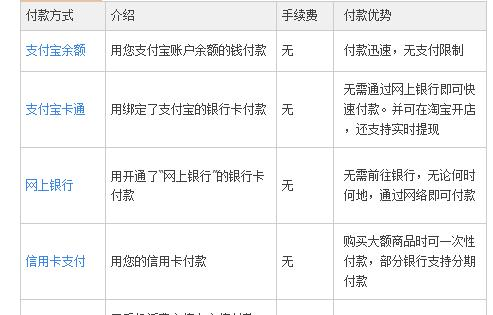 付款方式 介绍 手续费 付款优势
支付宝余额 用您支付宝账户余额的钱付款 无 付款迅速，无支付限制
支付宝卡通 用绑定了支付宝的银行卡付款 无 无需通过网上银行即可快
速付款。并可在淘宝开店
，还支持实时提现
网上银行 用开通了“网上银行”的银行卡
付款 无 无需前往银行，无论何时
何地，通过网络即可付款
信用卡支付 用您的信用卡付款 无 购买大额商品时可一次性
付款，部分银行支持分期
付款